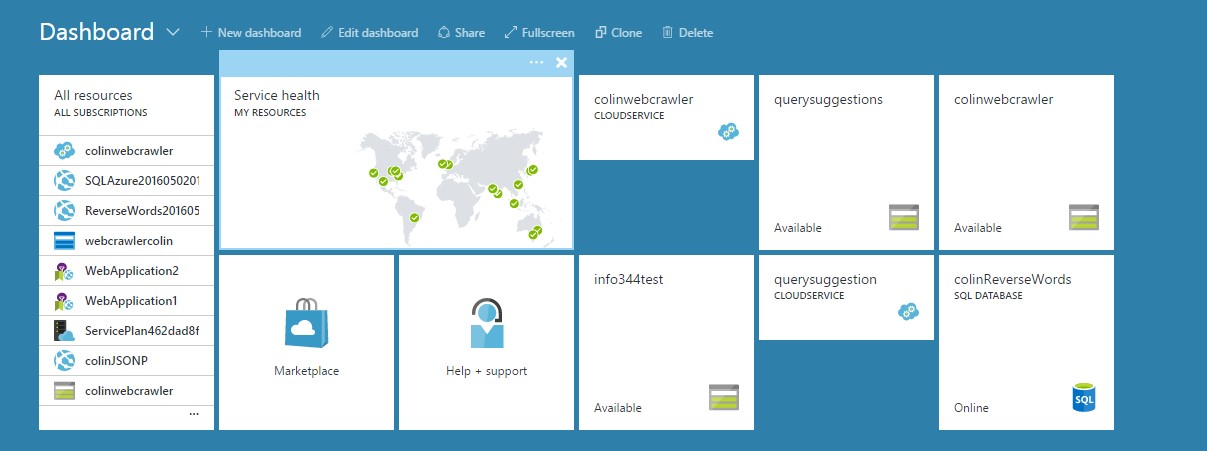 Dashboard
New dashboard
Edit dashboard
Share
Fullscreen
Clone
Delete
All resources
ALL SUBSCRIPTIONS
colinwebcrawler
SQLAzure201605020
ReverseWords201605
webcrawlercolin
WebApplication2
WebApplication1
ServicePlan462dad8f
colinJSONP
colinwebcrawler
...
Service health
MY RESOURCES
colinwebcrawler
CLOUDSERVICE
querysuggestions
Available
colinwebcrawler
Available
Marketplace
Help + support
info344test
Available
querysuggestion
CLOUDSERVICE
colinReverseWords
SQL DATABASE
SQL
Online